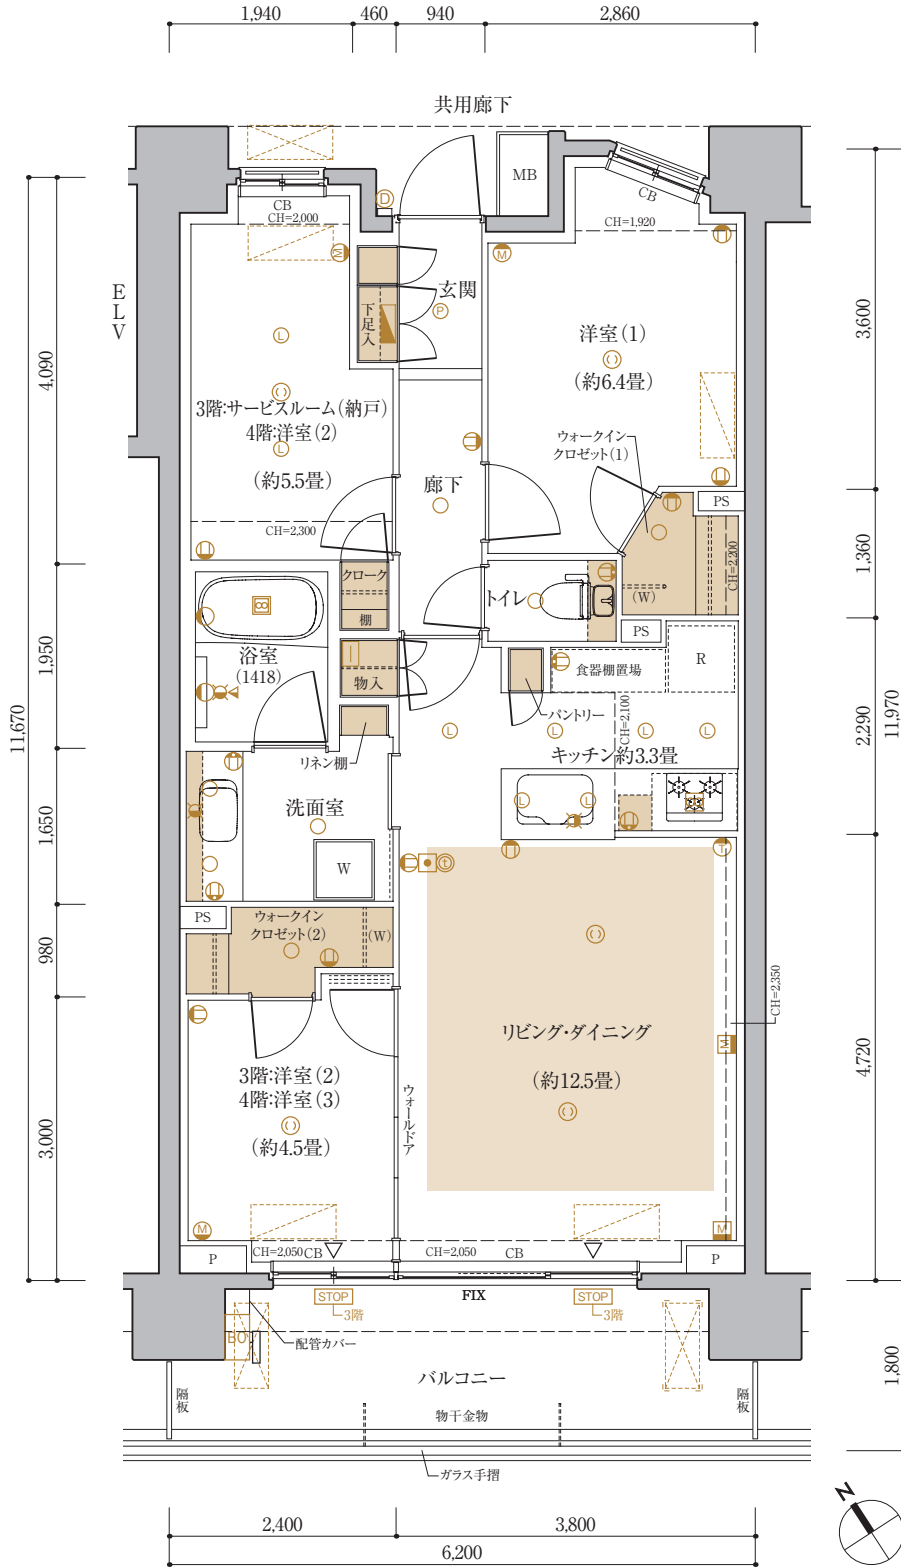 1,940
460
940
2,860
共用廊下
MB
CB
CH=2,000
CB
CH=1,920
D
M
M
ELV
下足入
玄関
P
洋室(1)
(約6.4畳)
3,600
11,670
4,090
L
3階:サービスルーム(納戸)
4階:洋室(2)
L
(約5.5畳)
ウォークイン
クロゼット(1)
廊下
PS
CH=2,300
CH=2,200
(W)
1,360
クローク
棚
トイレ
PS
浴室
(1418)
物入
食器棚置場
R
1,950
パントリー
CH=2,100
リネン棚
L
L
L
L
キッチン約3.3畳
2,290
11,970
洗面室
L
L
W
t
T
1,650
PS
ウォークイン
クロゼット(2)
(W)
980
CH=2,350
M
リビング・ダイニング
(約12.5畳)
3階:洋室(2)
4階:洋室(3)
(約4.5畳)
ウォールドア
4,720
3,000
M
M
P
CH=2,050
CB
CH=2,050
CB
P
STOP
3階
FIX
STOP
3階
BO
配管カバー
バルコニー
隔板
隔板
物干金物
1,800
ガラス手摺
N
2,400
3,800
6,200